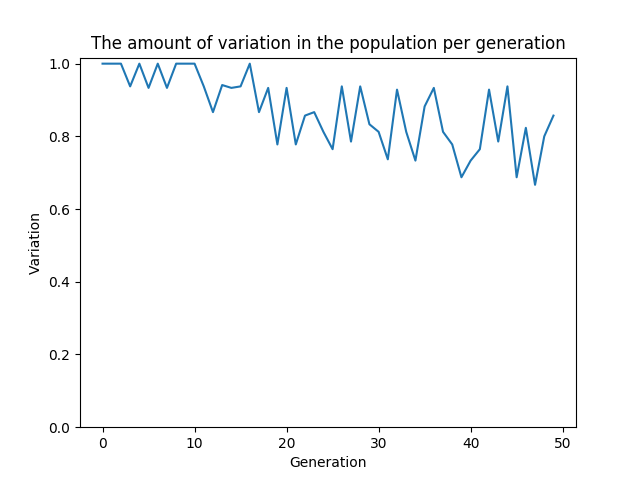 The amount of variation in the population per generation
1.0
0.8
0.6
0.4
0.2
0.0
Variation
0 10 20 30 40 50
Generation